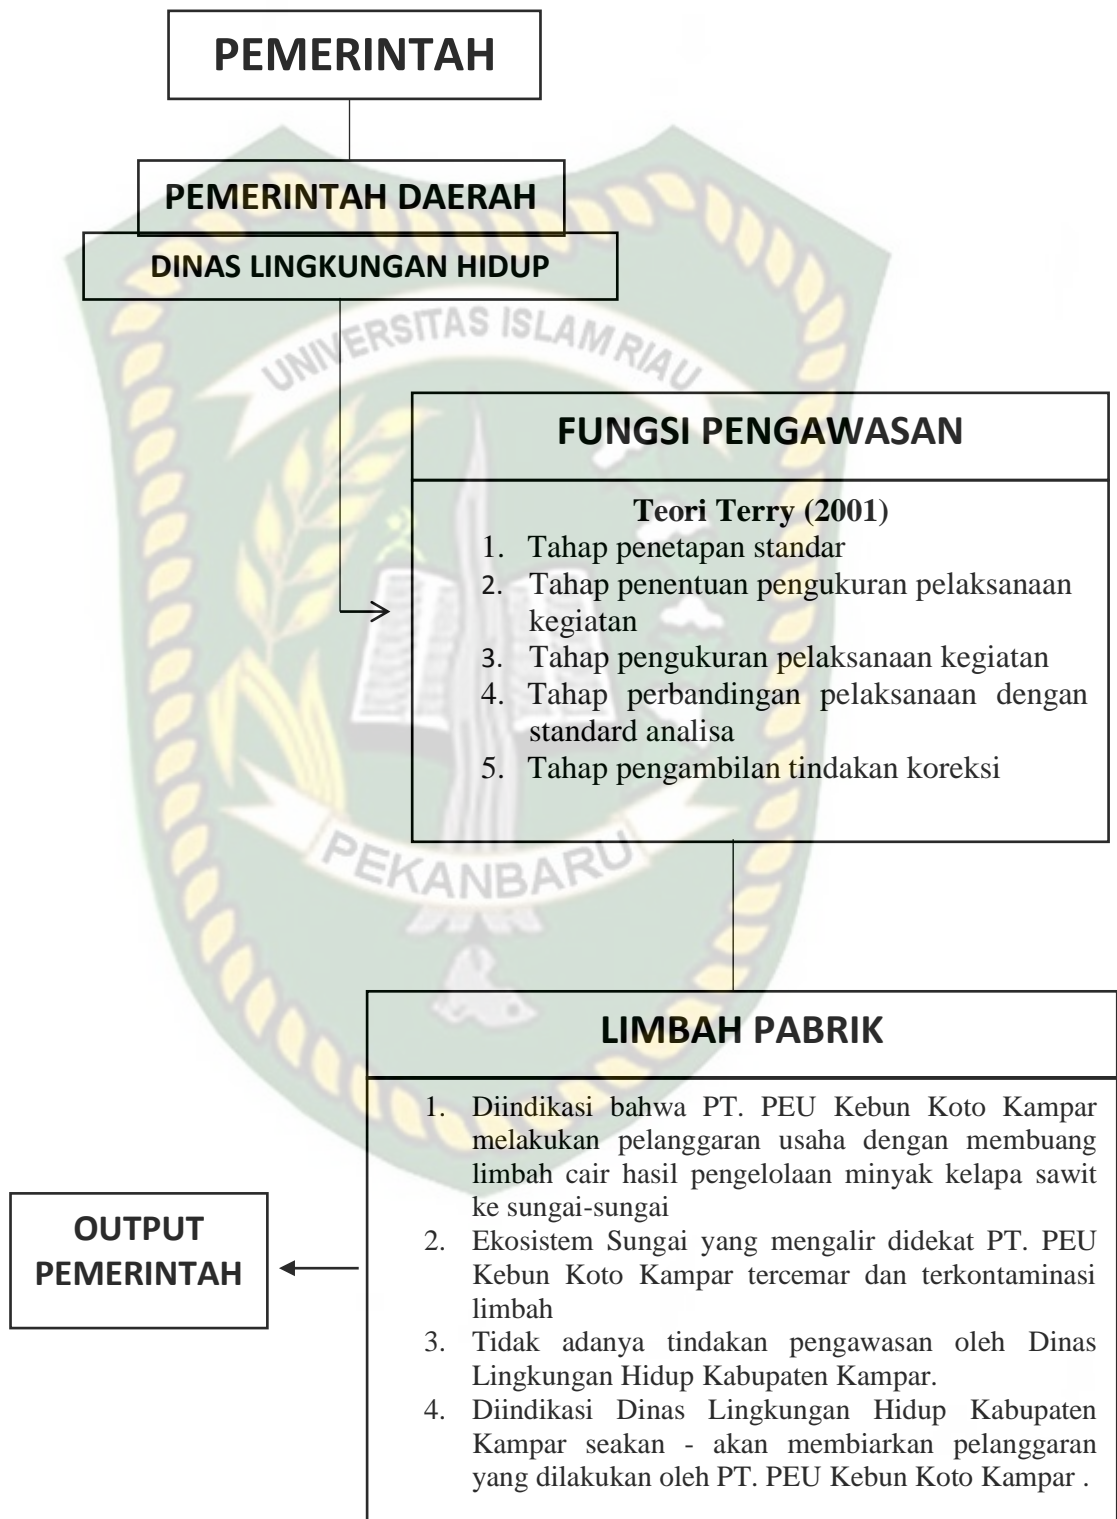 PEMERINTAH
PEMERINTAH DAERAH
DINAS LINGKUNGAN HIDUP
UNIVERSITAS ISLAM RIAU
FUNGSI PENGAWASAN
Teori Terry (2001)
1. Tahap penetapan standar
2. Tahap penentuan pengukuran pelaksanaan
kegiatan
3. Tahap pengukuran pelaksanaan kegiatan
4. Tahap perbandingan pelaksanaan dengan
standard analisa
5. Tahap pengambilan tindakan koreksi
PEKANBARU
LIMBAH PABRIK
1. Diindikasi bahwa PT. PEU Kebun Koto Kampar
melakukan pelanggaran usaha dengan membuang
limbah cair hasil pengelolaan minyak kelapa sawit
ke sungai-sungai
2. Ekosistem Sungai yang mengalir didekat PT. PEU
Kebun Koto Kampar tercemar dan terkontaminasi
limbah
3. Tidak adanya tindakan pengawasan oleh Dinas
Lingkungan Hidup Kabupaten Kampar.
4. Diindikasi Dinas Lingkungan Hidup Kabupaten
Kampar seakan - akan membiarkan pelanggaran
yang dilakukan oleh PT. PEU Kebun Koto Kampar .
OUTPUT
PEMERINTAH